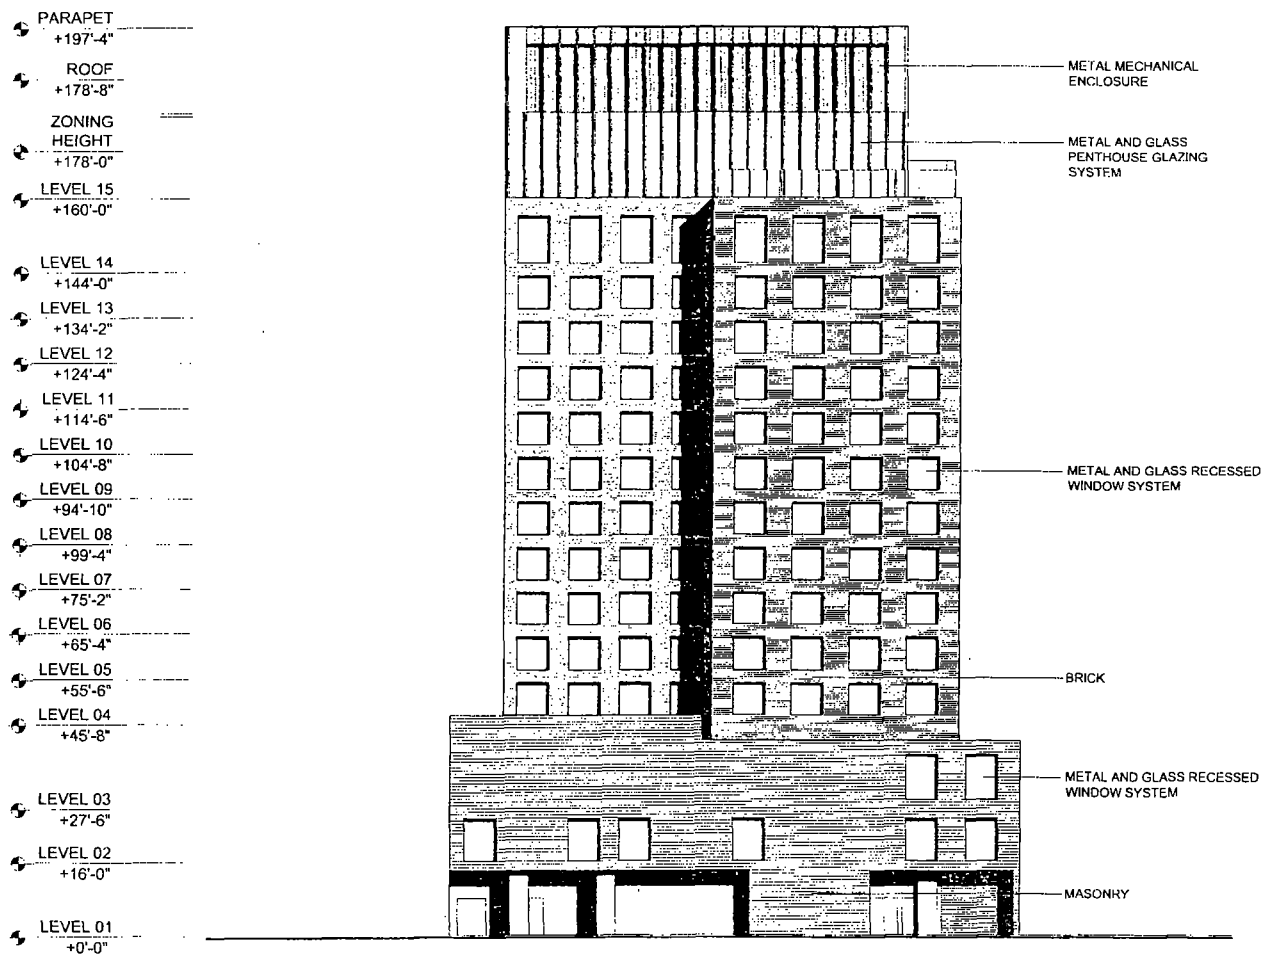 PARAPET
+197'-4"
ROOF
+178'-8"
ZONING
HEIGHT
+178'-0"
LEVEL 15
+160'-0"
LEVEL 14
+144'-0"
LEVEL 13
+134'-2"
LEVEL 12
+124'-4"
LEVEL 11
+114'-6"
LEVEL 10
+104'-8"
LEVEL 09
+94'-10"
LEVEL 08
+99'-4"
LEVEL 07
+75'-2"
LEVEL 06
+65'-4"
LEVEL 05
+55'-6"
LEVEL 04
+45'-8"
LEVEL 03
+27'-6"
LEVEL 02
+16'-0"
LEVEL 01
+0'-0"
METAL MECHANICAL
ENCLOSURE
METAL AND GLASS
PENTHOUSE GLAZING
SYSTEM
METAL AND GLASS RECESSED
WINDOW SYSTEM
BRICK
METAL AND GLASS RECESSED
WINDOW SYSTEM
MASONRY